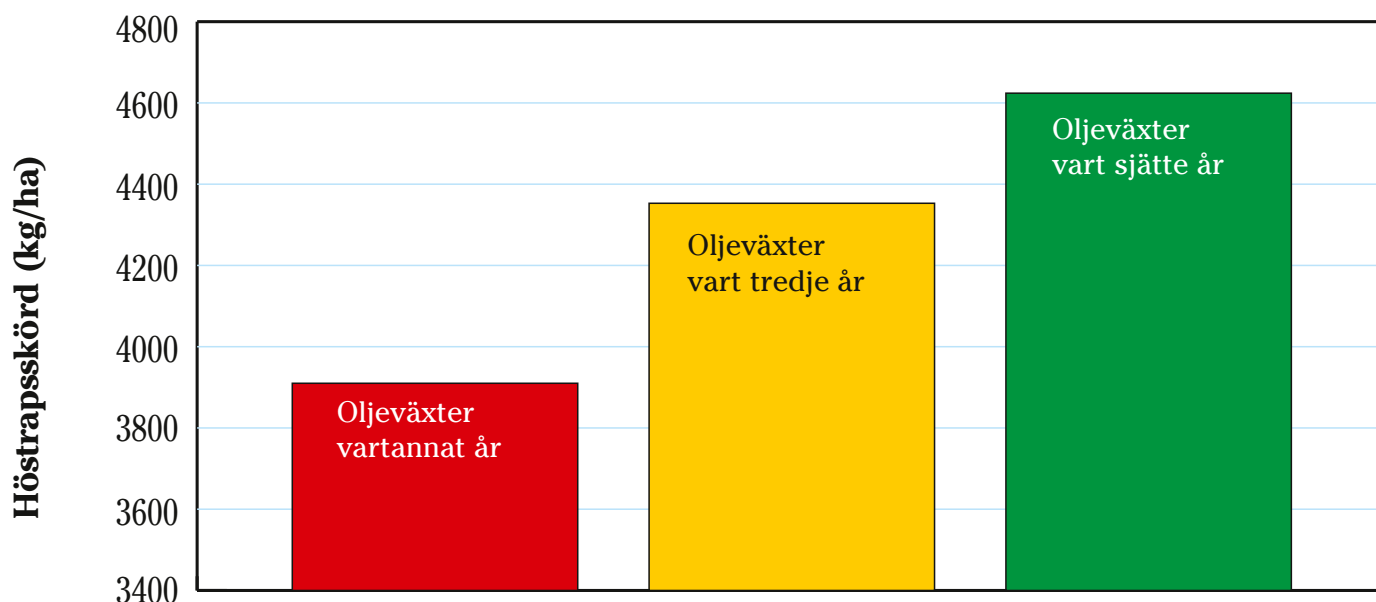 Höstrapsskörd (kg/ha)
4800
4600
4400
4200
4000
3800
3600
3400
Oljeväxter
vartannat år
Oljeväxter
vart tredje år
Oljeväxter
vart sjätte år